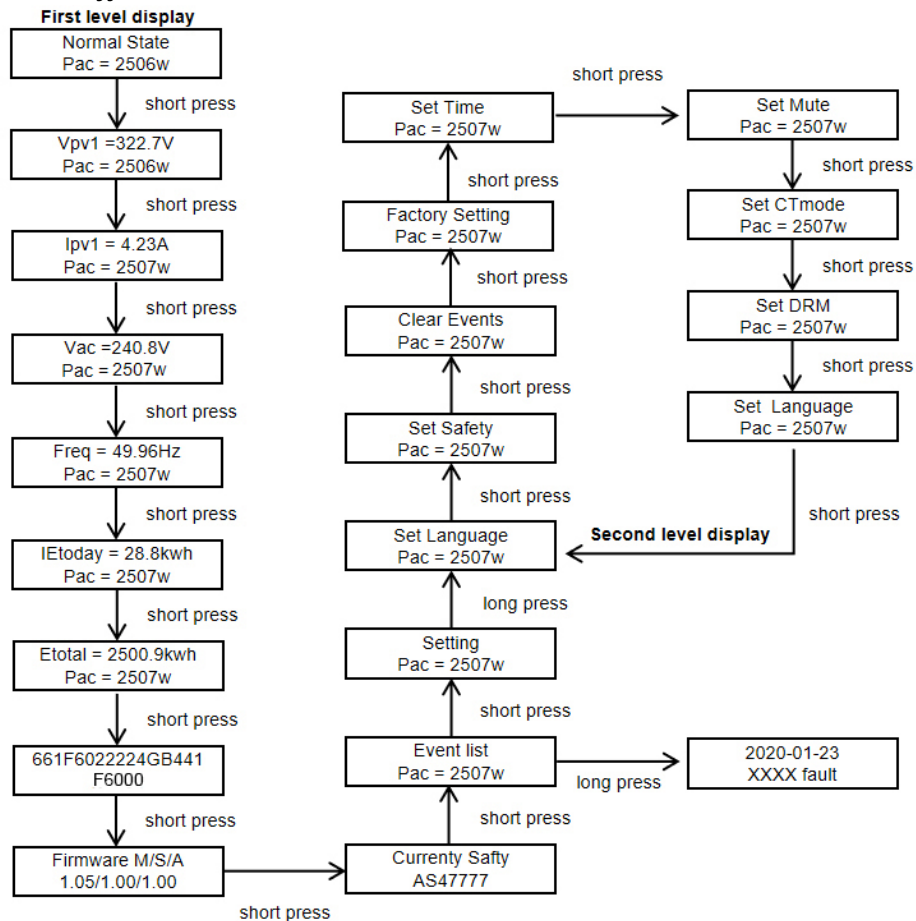 First level display
Normal State
Pac = 2506w
short press
Vpv1 =322.7V
Pac = 2506w
short press
Ipv1 = 4.23A
Pac = 2507w
short press
Vac =240.8V
Pac = 2507w
short press
Freq = 49.96Hz
Pac = 2507w
short press
IEtoday = 28.8kwh
Pac = 2507w
short press
Etotal = 2500.9kwh
Pac = 2507w
short press
661F6022224GB441
F6000
short press
Firmware M/S/A
1.05/1.00/1.00
short press
Currenty Safty
AS47777
short press
Event list
Pac = 2507w
long press
2020-01-23
XXXX fault
short press
Setting
Pac = 2507w
long press
Set Language
Pac = 2507w
Second level display
short press
Set Safety
Pac = 2507w
short press
Clear Events
Pac = 2507w
short press
Factory Setting
Pac = 2507w
short press
Set Time
Pac = 2507w
short press
Set Mute
Pac = 2507w
short press
Set CTmode
Pac = 2507w
short press
Set DRM
Pac = 2507w
short press
Set Language
Pac = 2507w
short press